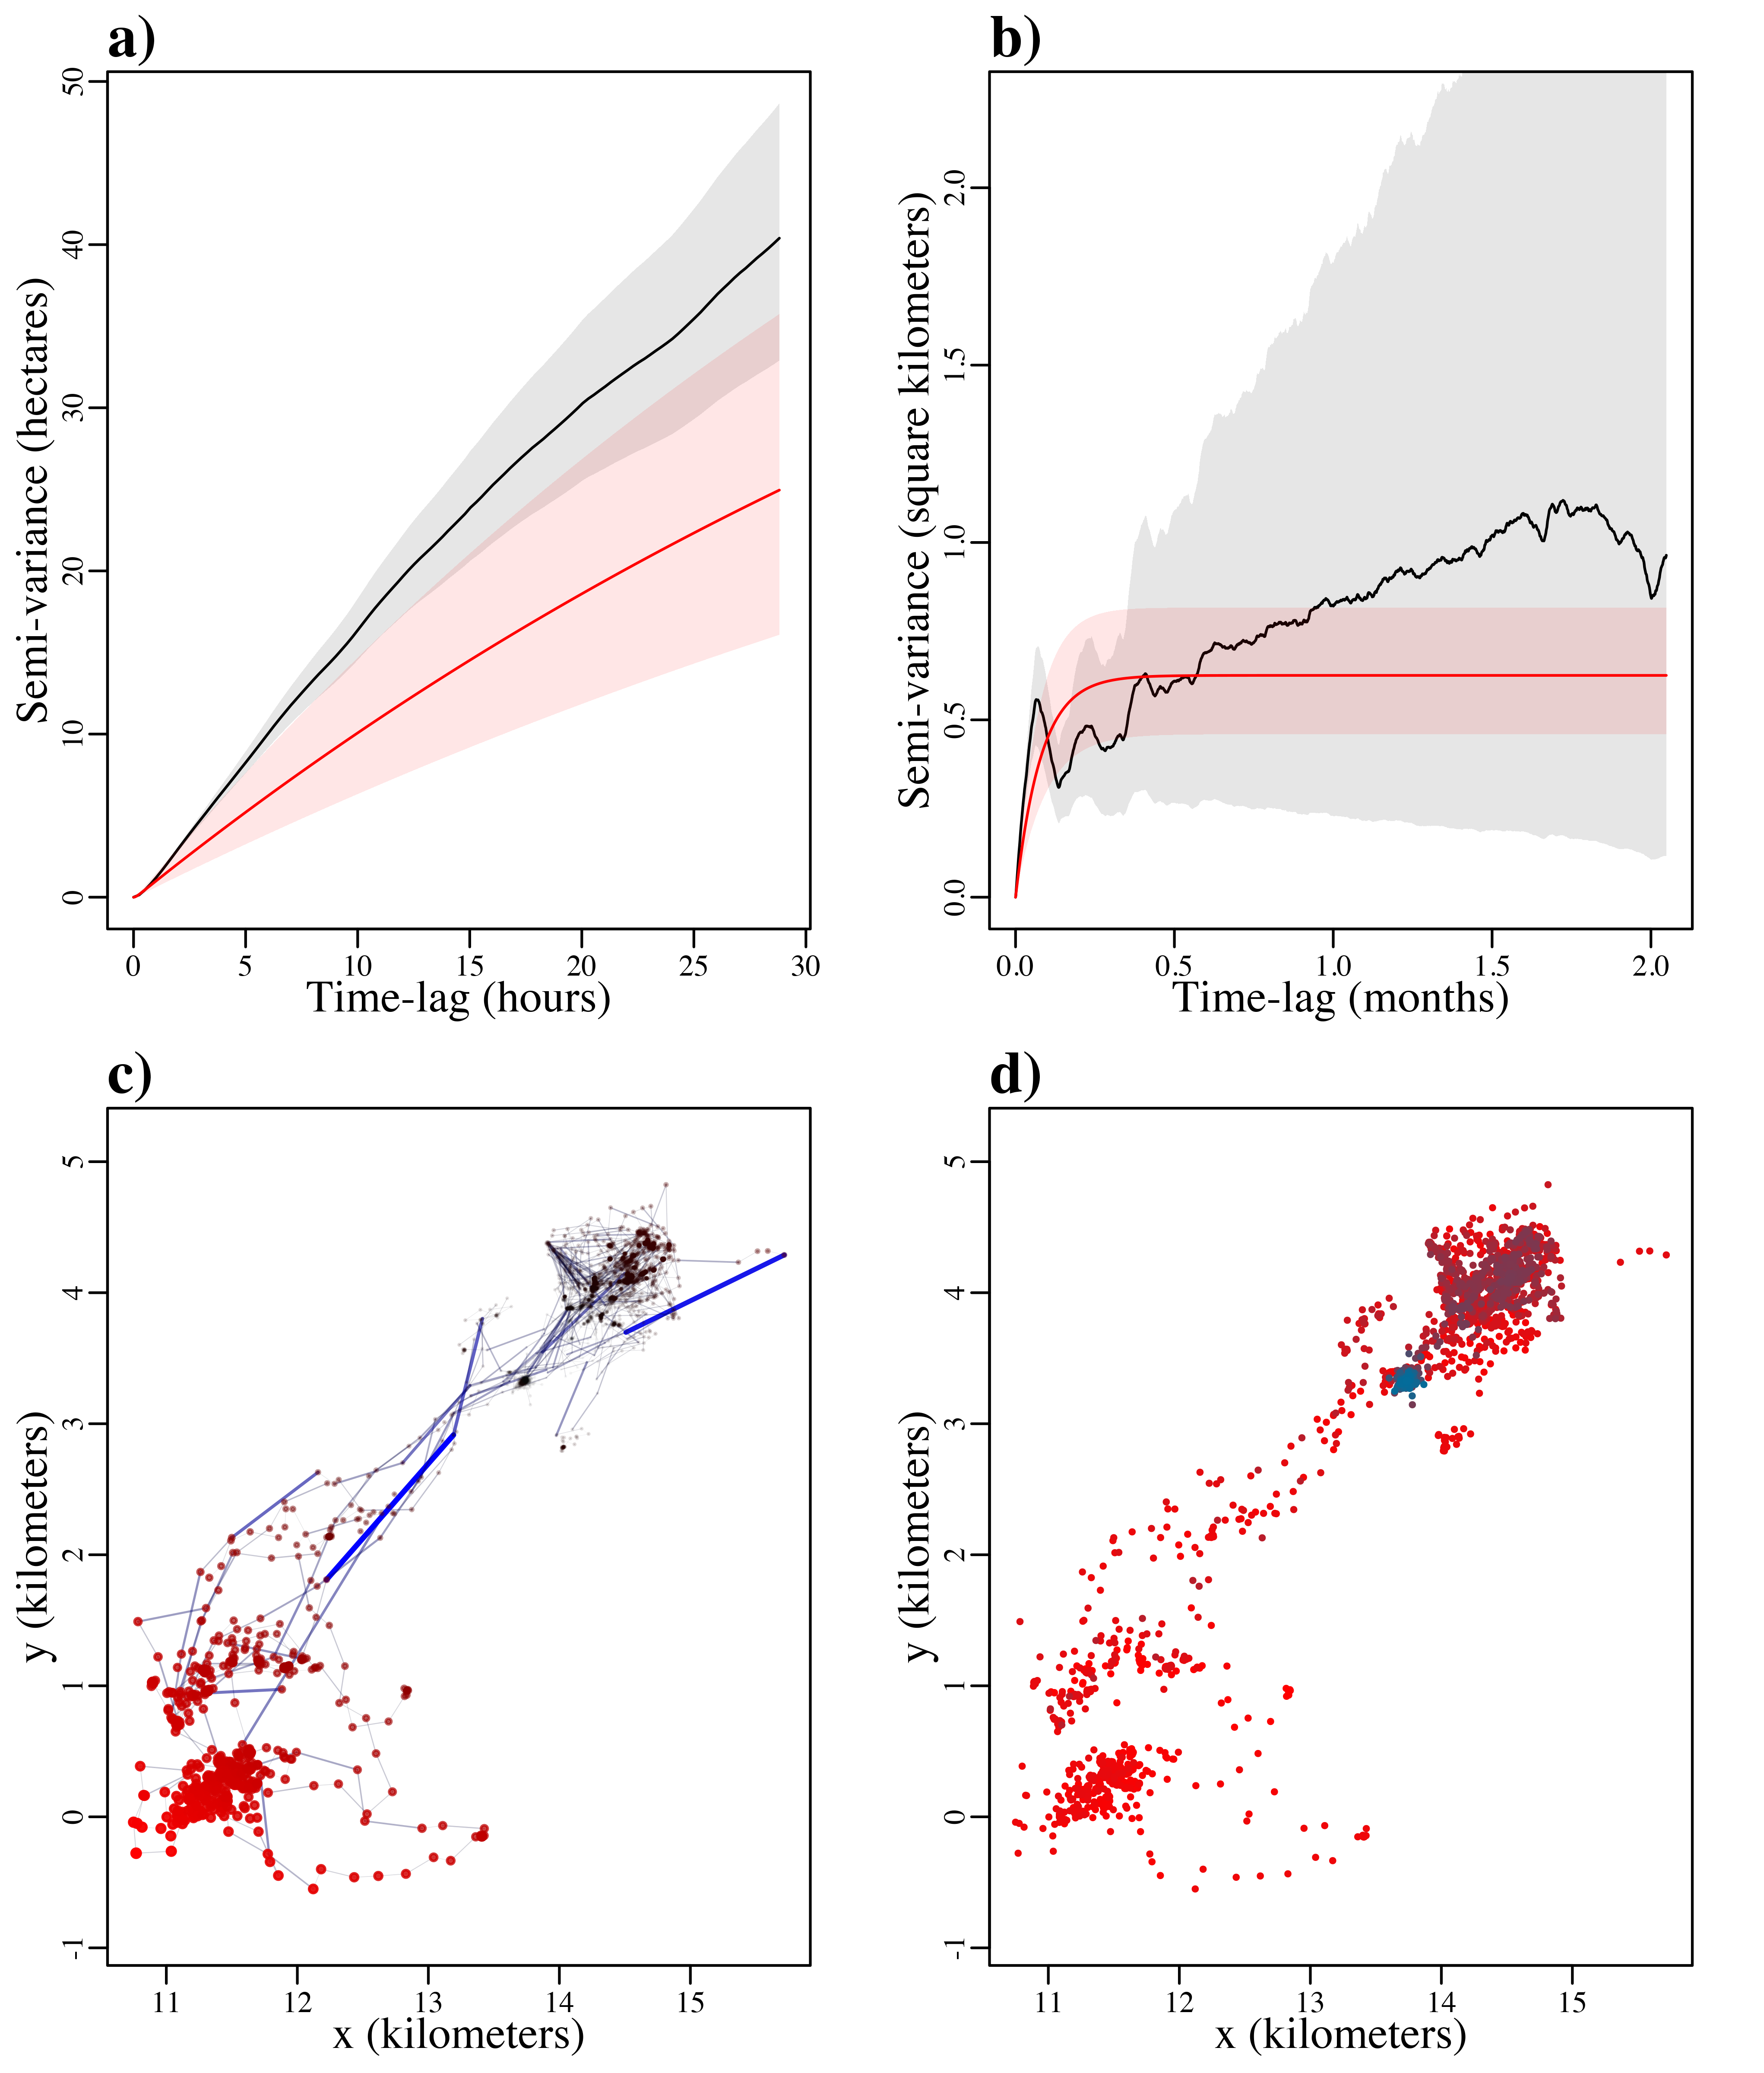 a)
Semi-variance (hectares)
50
40
30
20
10
0
0 5 10 15 20 25 30
Time-lag (hours)
b)
Semi-variance (square kilometers)
2.0
1.5
1.0
0.5
0.0
0.0 0.5 1.0 1.5 2.0
Time-lag (months)
c)
y (kilometers)
5
4
3
2
1
0
-1
11 12 13 14 15
x (kilometers)
d)
y (kilometers)
5
4
3
2
1
0
-1
11 12 13 14 15
x (kilometers)